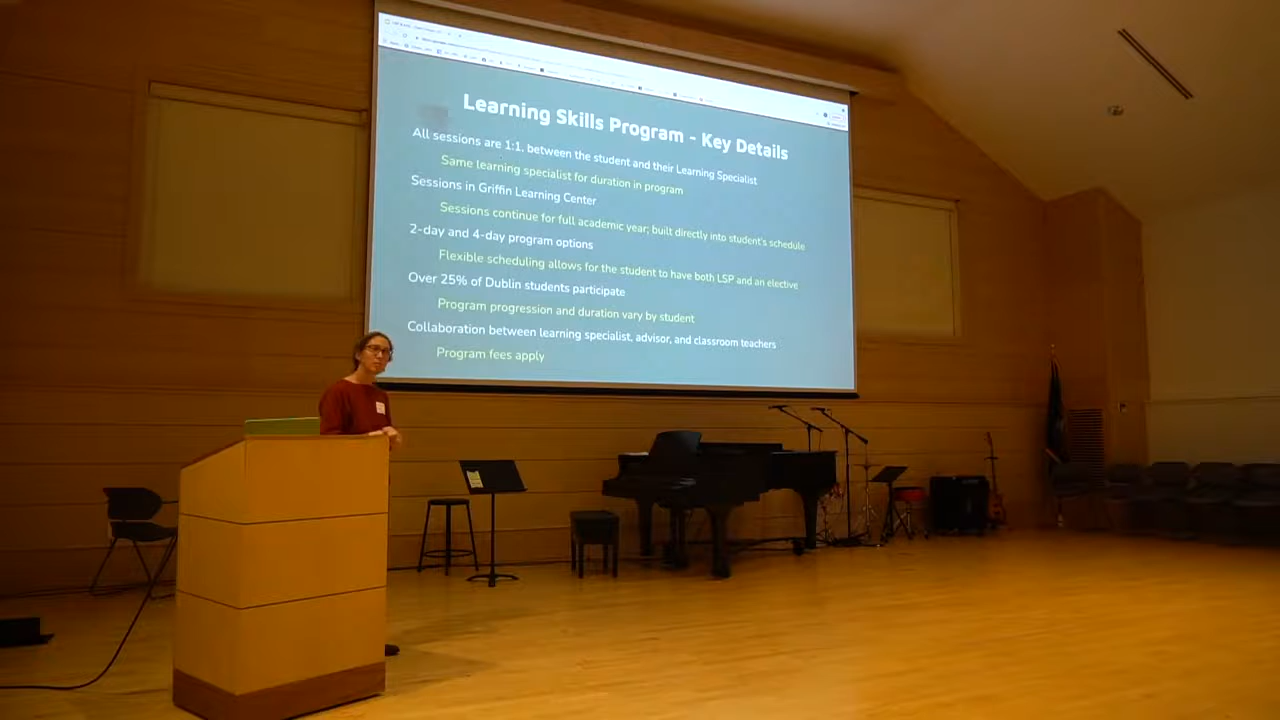 Learning Skills Program - Key Details
All sessions are 1:1, between the student and their Learning Specialist
Same learning specialist for duration in program
Sessions in Griffin Learning Center
Sessions continue for full academic year; built directly into student's schedule
2-day and 4-day program options
Flexible scheduling allows for the student to have both LSP and an elective
Over 25% of Dublin students participate
Program progression and duration vary by student
Collaboration between learning specialist, advisor, and classroom teachers
Program fees apply